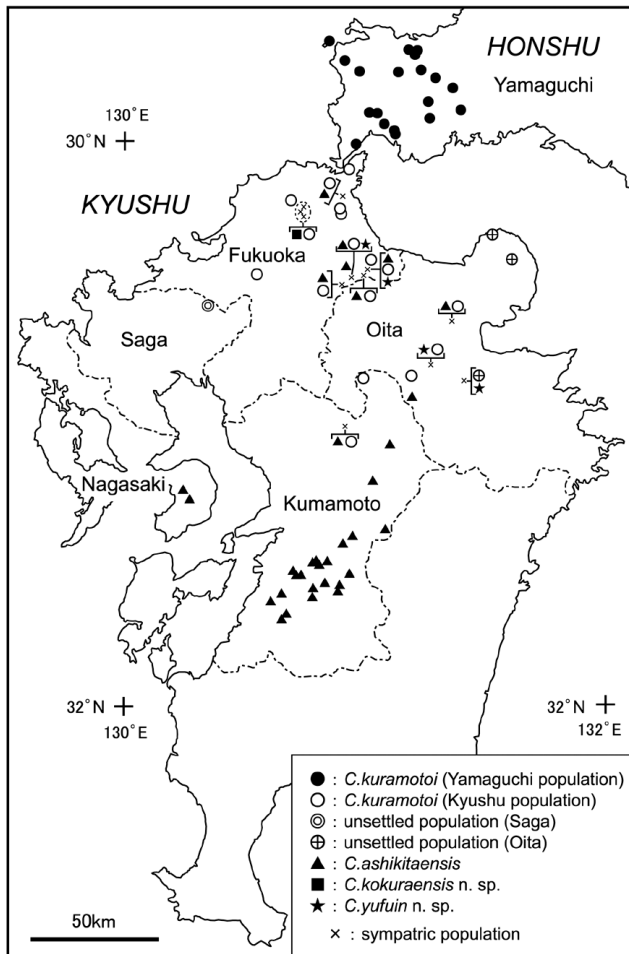 HONSHU
Yamaguchi
130°E
30°N
KYUSHU
Fukuoka
Saga
Oita
Nagasaki
Kumamoto
32°N
130°E
32°N
132°E
: C.kuramotoi (Yamaguchi population)
: C.kuramotoi (Kyushu population)
: unsettled population (Saga)
: unsettled population (Oita)
: C.ashikitaensis
: C.kokuraensis n. sp.
: C.yufuin n. sp.
× : sympatric population
50km